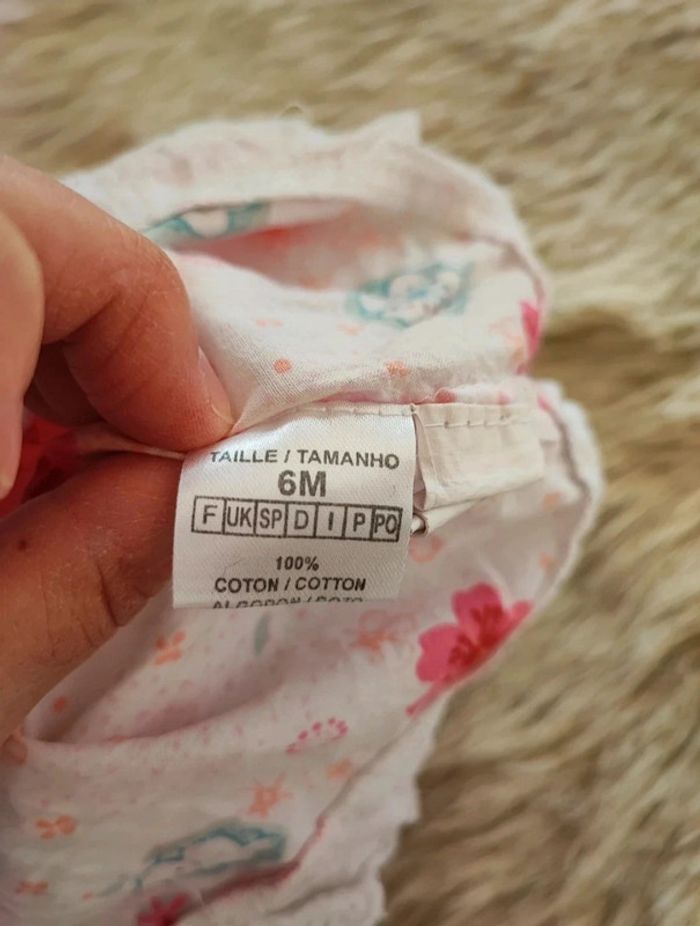 TAILLE / TAMANHO
6M
F UK SP D I P PO
100%
COTON / COTTON